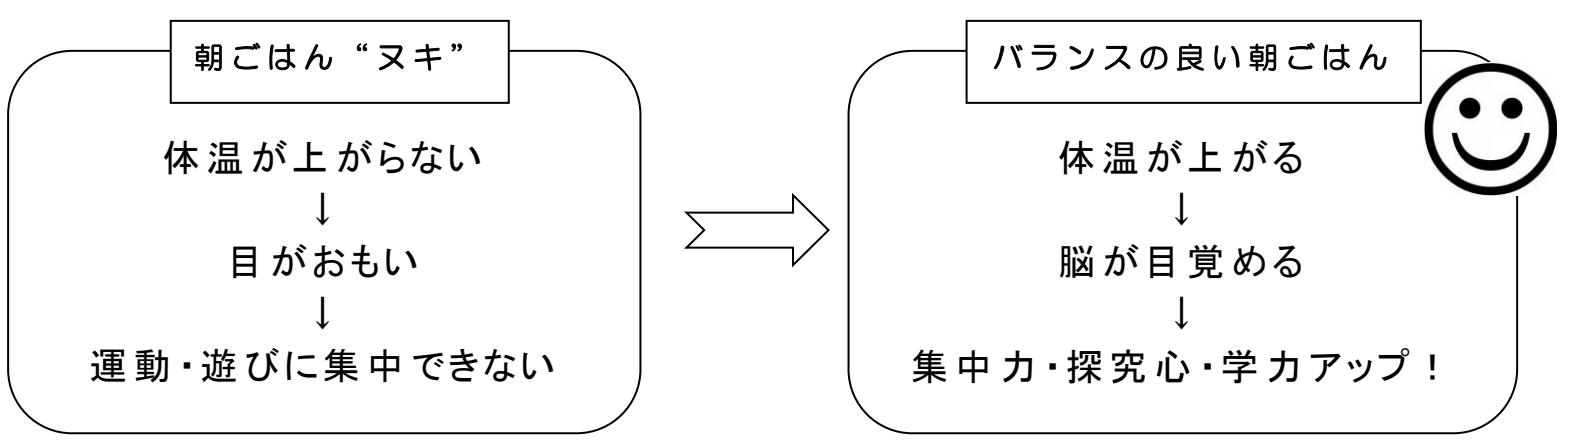 朝ごはん“ヌキ”
体温が上がらない
↓
目がおもい
↓
運動・遊びに集中できない
バランスの良い朝ごはん
体温が上がる
↓
脳が目覚める
↓
集中力・探究心・学力アップ！